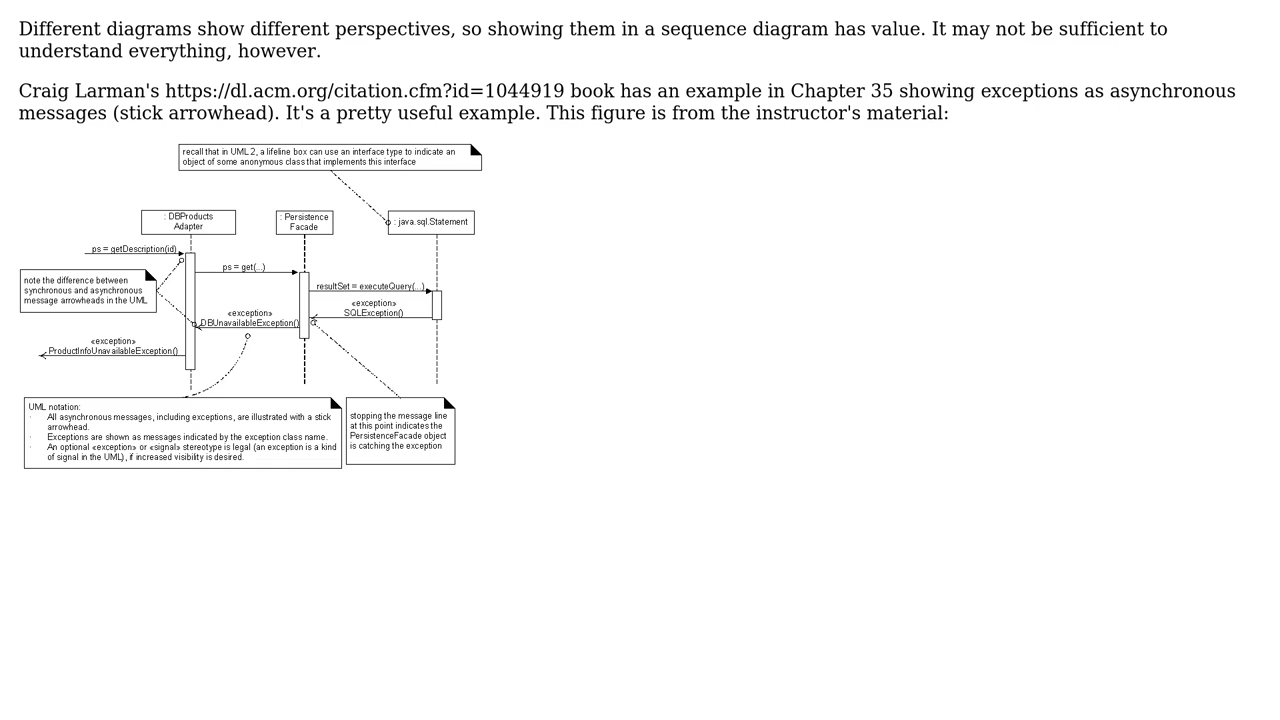 Different diagrams show different perspectives, so showing them in a sequence diagram has value. It may not be sufficient to
understand everything, however.
Craig Larman's https://dl.acm.org/citation.cfm?id=1044919 book has an example in Chapter 35 showing exceptions as asynchronous
messages (stick arrowhead). It's a pretty useful example. This figure is from the instructor's material:
recall that in UML 2, a lifeline box can use an interface type to indicate an
object of some anonymous class that implements this interface
: DBProducts
Adapter
: Persistence
Facade
: java.sql.Statement
ps = getDescription(id)
ps = get(...)
note the difference between
synchronous and asynchronous
message arrowheads in the UML
resultSet = executeQuery(...)
«exception»
SQLException()
«exception»
DBUnavailableException()
«exception»
ProductInfoUnavailableException()
UML notation:
· All asynchronous messages, including exceptions, are illustrated with a stick
arrowhead.
· Exceptions are shown as messages indicated by the exception class name.
· An optional «exception» or «signal» stereotype is legal (an exception is a kind
of signal in the UML), if increased visibility is desired.
stopping the message line
at this point indicates the
PersistenceFacade object
is catching the exception